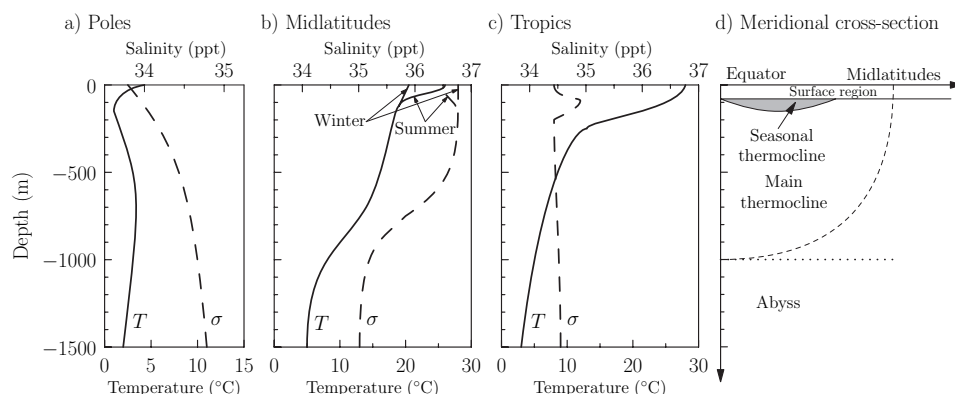 a) Poles
b) Midlatitudes
c) Tropics
d) Meridional cross-section
Salinity (ppt)
Salinity (ppt)
Salinity (ppt)
34 35
34 35 36 37
34 35 36 37
Equator Midlatitudes
Surface region
Seasonal
thermocline
Main
thermocline
Abyss
Winter
Summer
Depth (m)
0
−500
−1000
−1500
T σ
T σ
T σ
0 5 10 15
0 10 20 30
0 10 20 30
Temperature (°C)
Temperature (°C)
Temperature (°C)